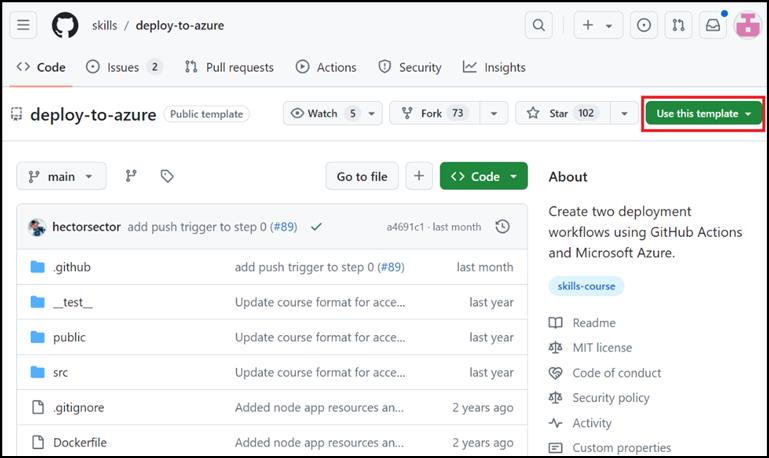 skills / deploy-to-azure
Code Issues 2 Pull requests Actions Security Insights
deploy-to-azure Public template Watch 5 Fork 73 Star 102 Use this template
main Go to file + Code
hectorsector add push trigger to step 0 (#89) a4691c1 · last month
.github add push trigger to step 0 (#89) last month
__test__ Update course format for acce... last year
public Update course format for acce... last year
src Update course format for acce... last year
.gitignore Added node app resources an... 2 years ago
Dockerfile Added node app resources an... 2 years ago
About
Create two deployment
workflows using GitHub Actions
and Microsoft Azure.
skills-course
Readme
MIT license
Code of conduct
Security policy
Activity
Custom properties